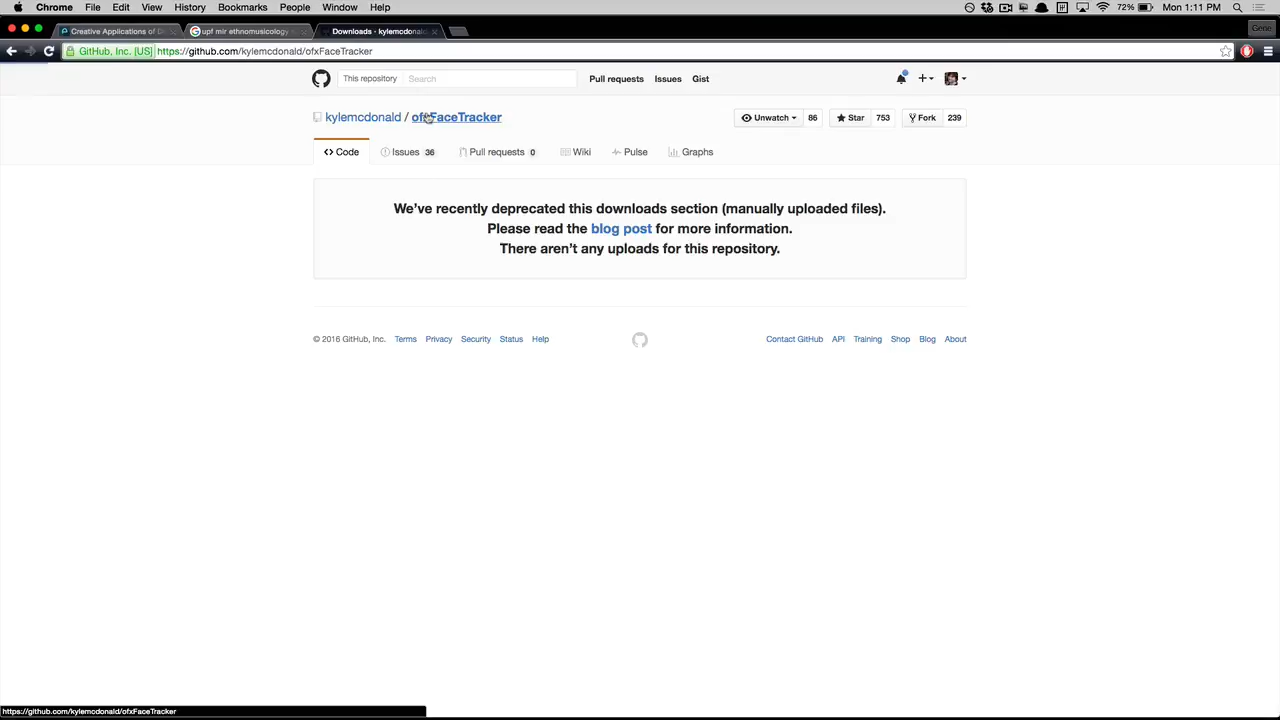 Chrome File Edit View History Bookmarks People Window Help
72% Mon 1:11 PM
Creative Applications of Di
upf mir ethnomusicology
Downloads · kylemcdonald/
Gene
GitHub, Inc. [US] https://github.com/kylemcdonald/ofxFaceTracker
This repository Search Pull requests Issues Gist
kylemcdonald / ofxFaceTracker
Unwatch 86 Star 753 Fork 239
Code Issues 36 Pull requests 0 Wiki Pulse Graphs
We've recently deprecated this downloads section (manually uploaded files).
Please read the blog post for more information.
There aren't any uploads for this repository.
© 2016 GitHub, Inc. Terms Privacy Security Status Help
Contact GitHub API Training Shop Blog About
https://github.com/kylemcdonald/ofxFaceTracker